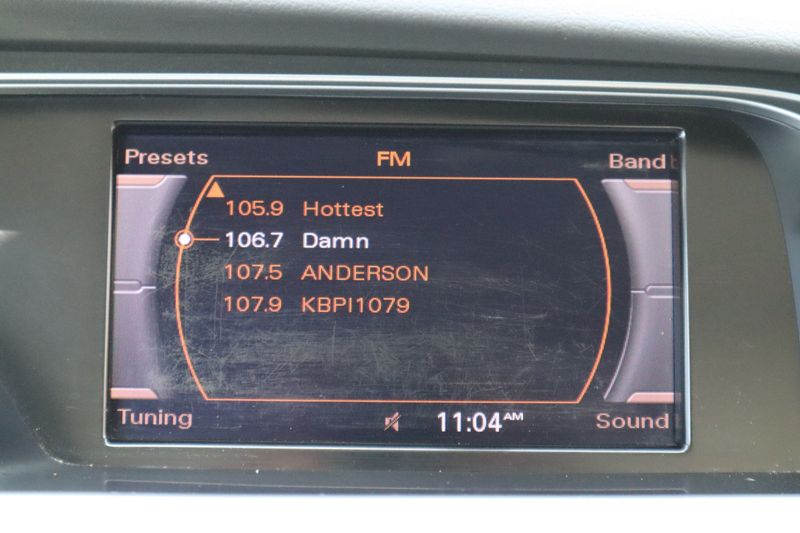 Presets FM Band
105.9 Hottest
106.7 Damn
107.5 ANDERSON
107.9 KBPI1079
Tuning 11:04AM Sound